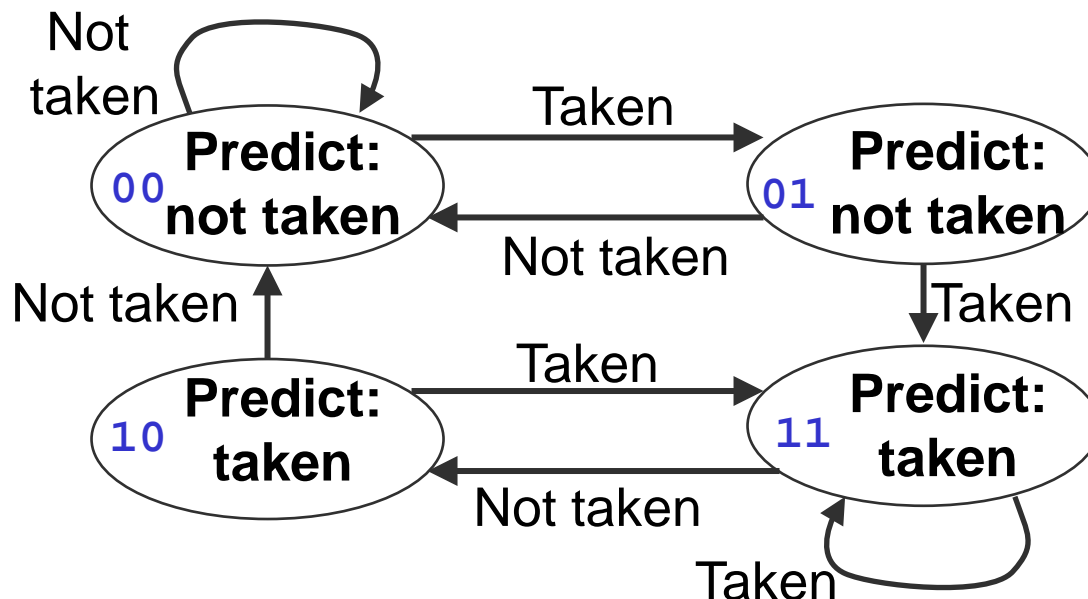 Not
taken
Taken
Predict:
00 not taken
Predict:
01 not taken
Not taken
Not taken
Taken
Taken
Predict:
10 taken
Predict:
11 taken
Not taken
Taken